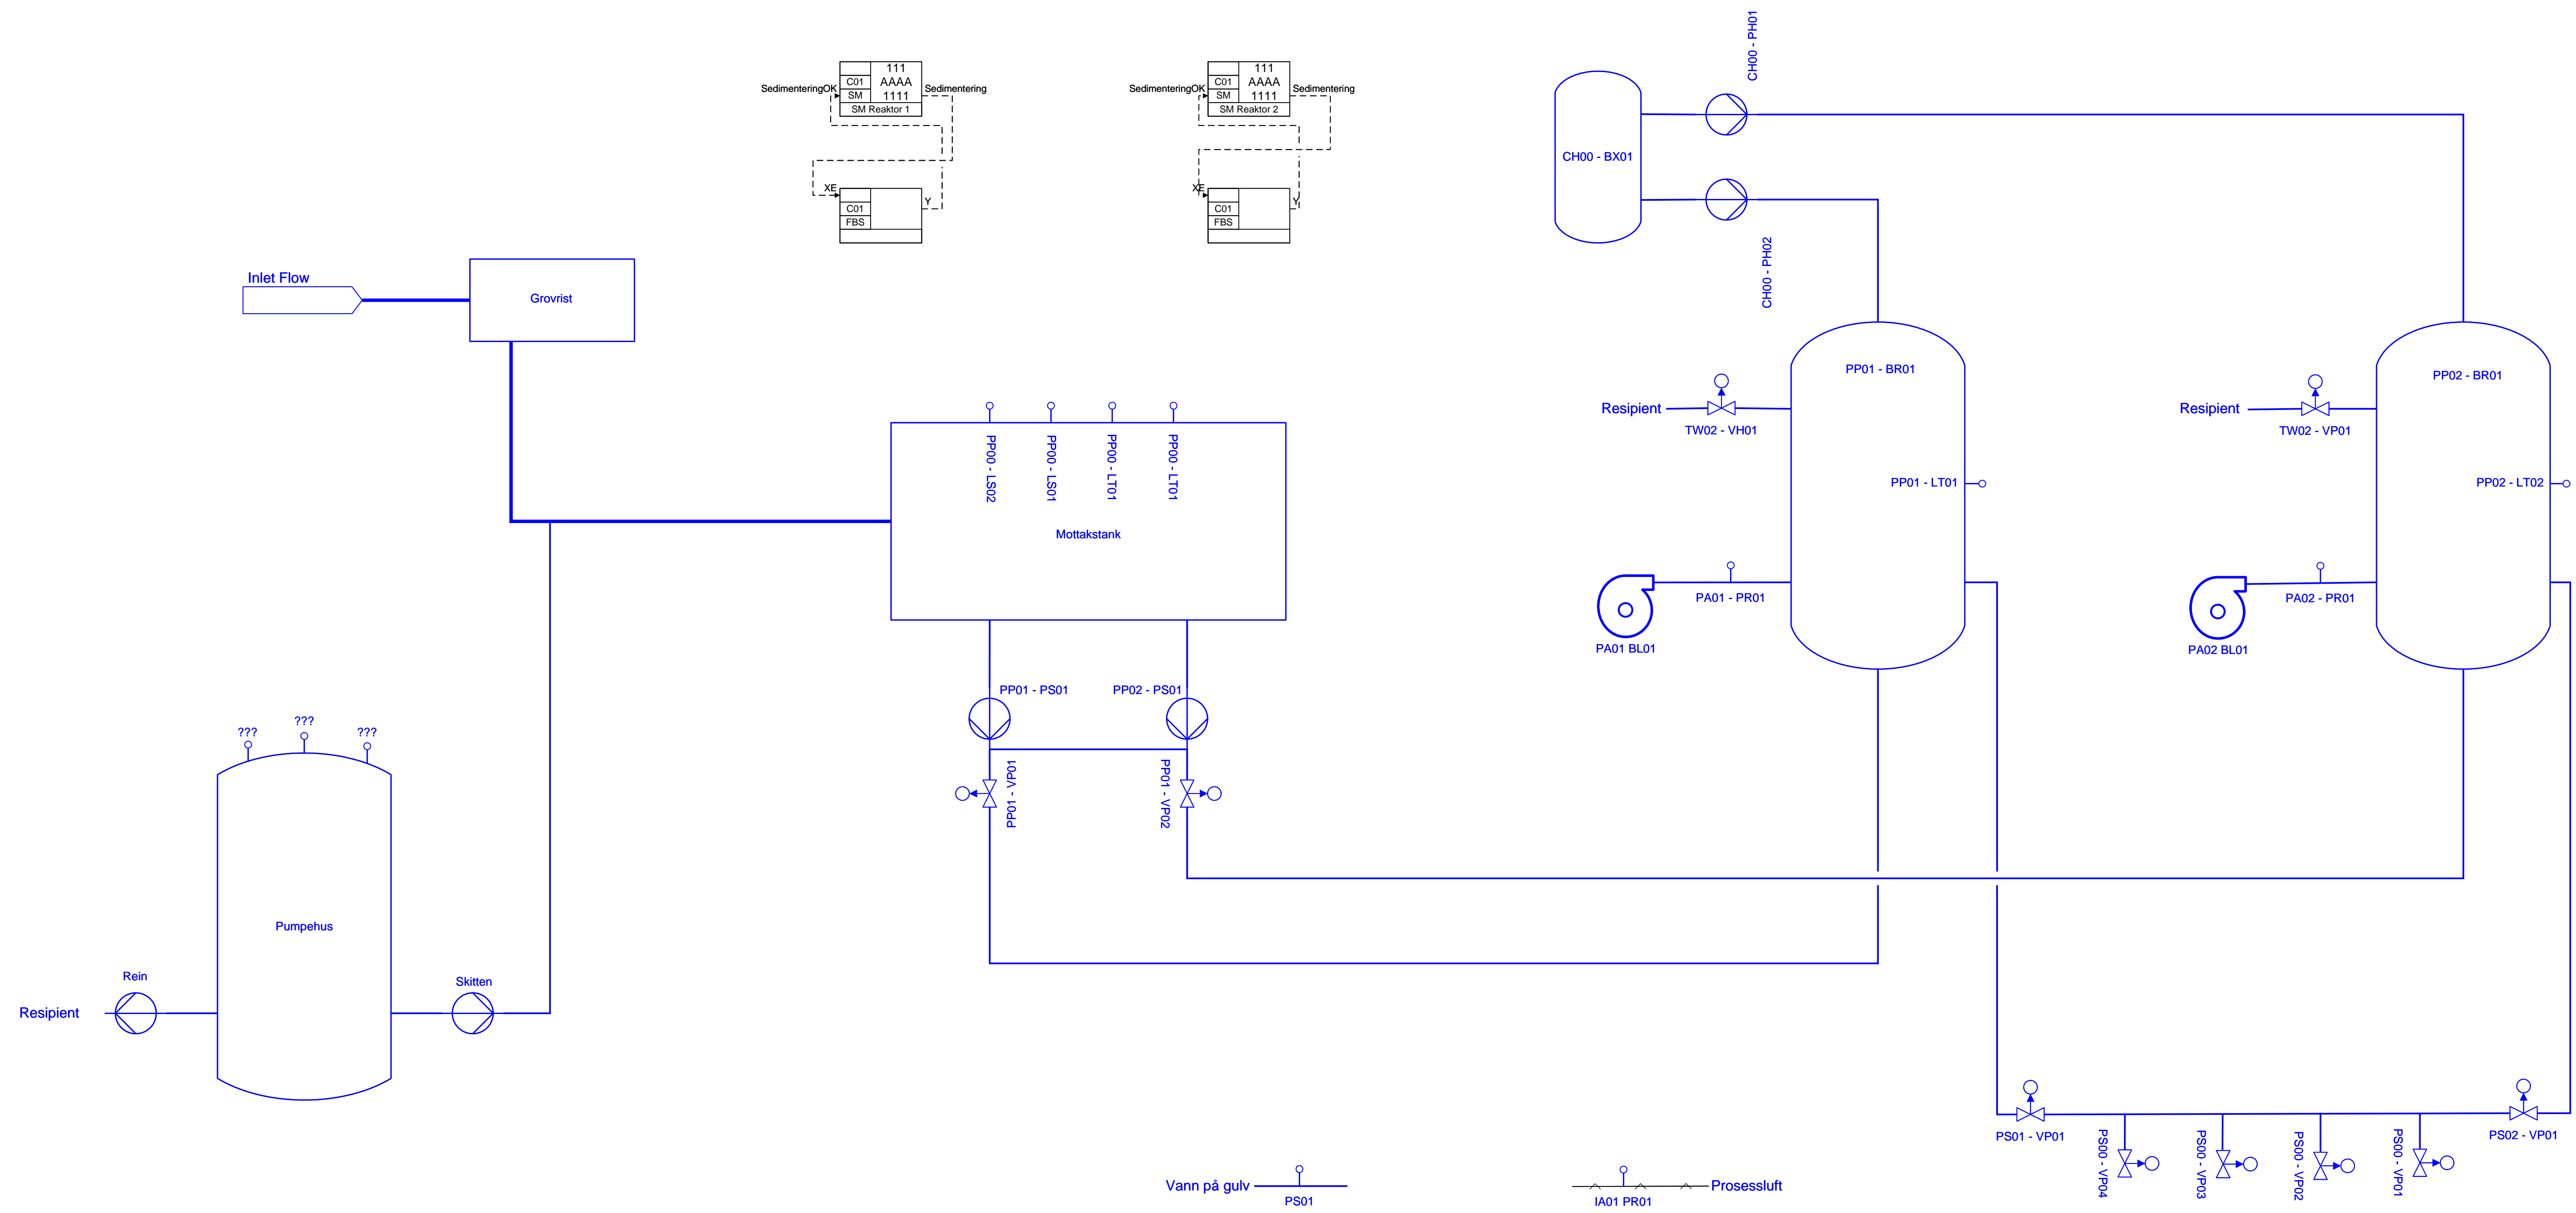 CH00 - PH01
111
C01
AAAA
SM
1111
SM Reaktor 1
SedimenteringOK
Sedimentering
XE
C01
FBS
Y
111
C01
AAAA
SM
1111
SM Reaktor 2
SedimenteringOK
Sedimentering
XE
C01
FBS
Y
CH00 - BX01
CH00 - PH02
Inlet Flow
Grovrist
PP01 - BR01
PP02 - BR01
Resipient
TW02 - VH01
Resipient
TW02 - VP01
PP00 - LS02
PP00 - LS01
PP00 - LT01
PP00 - LT01
Mottakstank
PP01 - LT01
PP02 - LT02
PA01 - PR01
PA01 BL01
PA02 - PR01
PA02 BL01
PP01 - PS01
PP02 - PS01
PP01 - VP01
PP01 - VP02
???
???
???
Pumpehus
Rein
Resipient
Skitten
PS01 - VP01
PS02 - VP01
PS00 - VP04
PS00 - VP03
PS00 - VP02
PS00 - VP01
Vann på gulv
PS01
IA01 PR01
Prosessluft